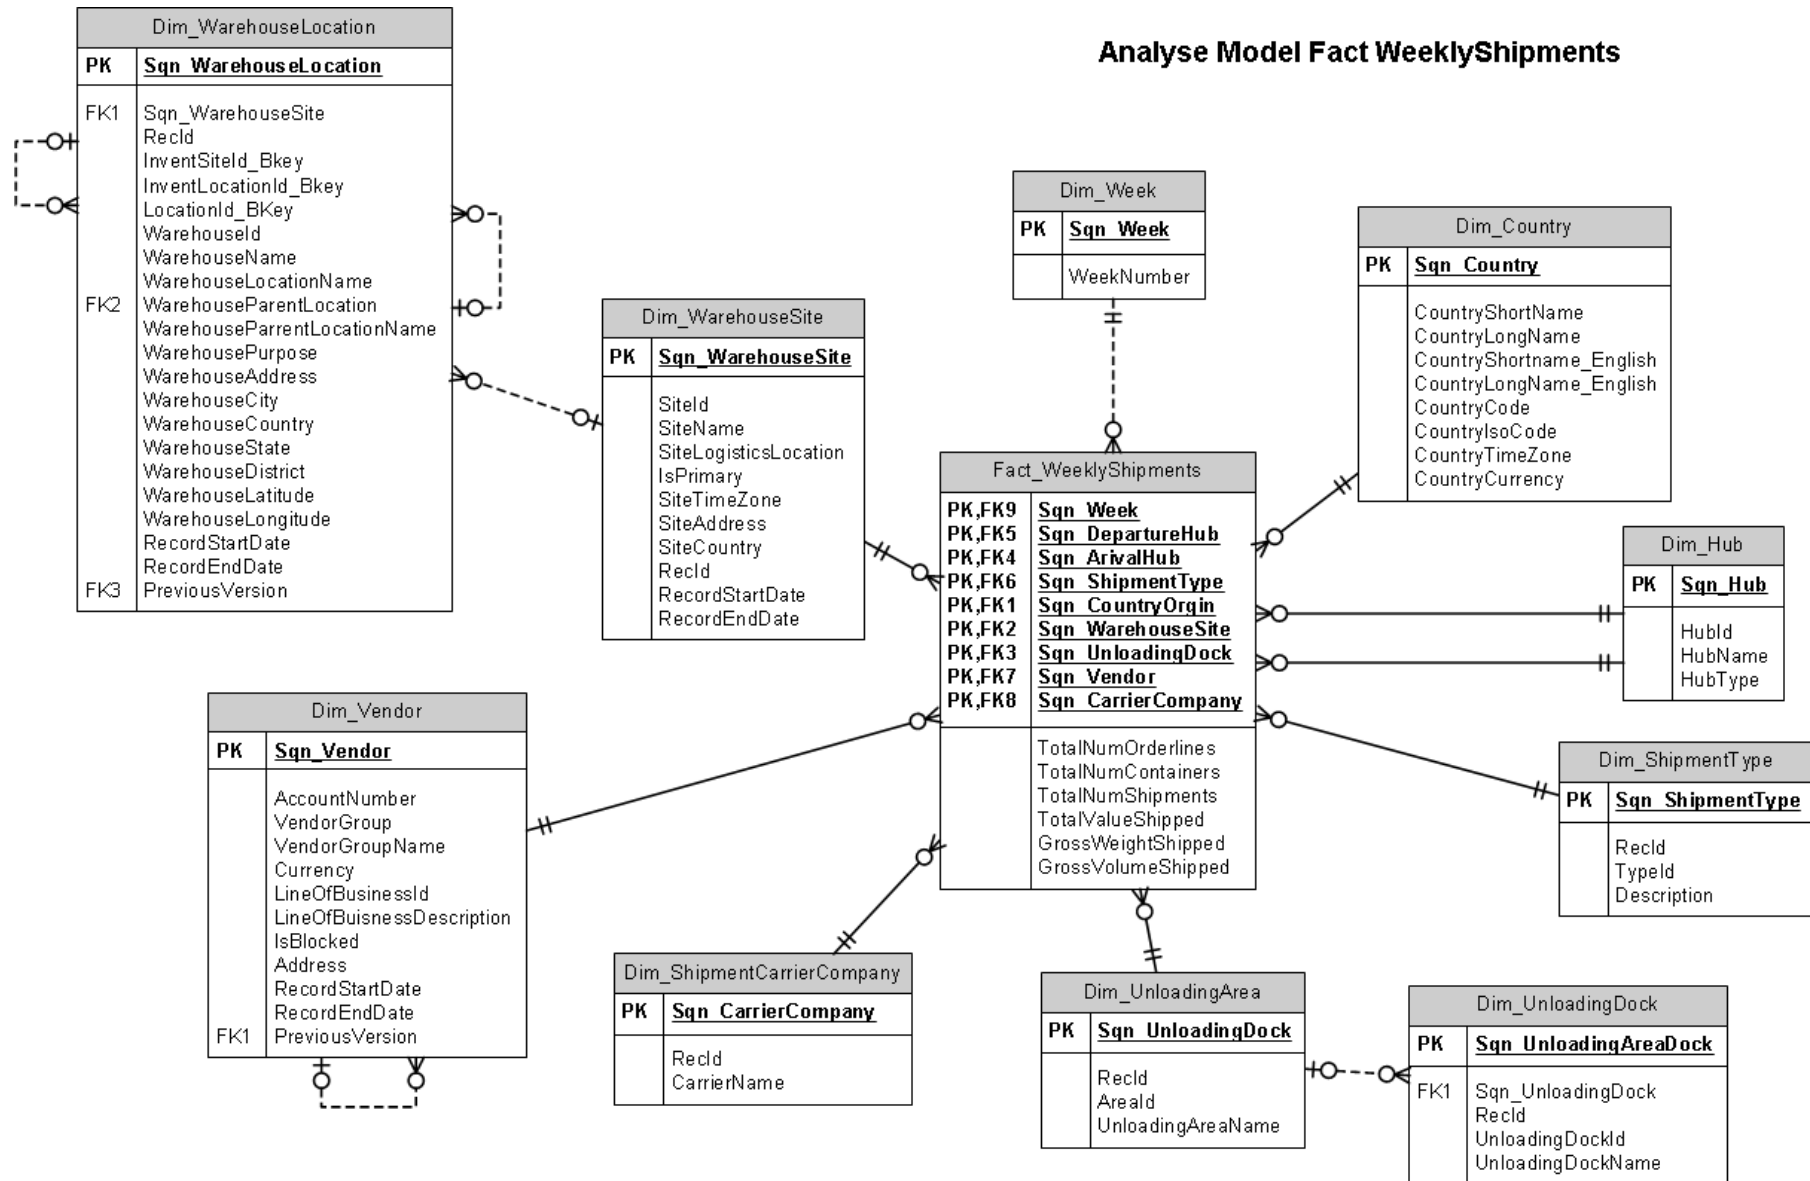 Analyse Model Fact WeeklyShipments
Dim_WarehouseLocation
PK Sqn_WarehouseLocation
FK1 Sqn_WarehouseSite
RecId
InventSiteId_Bkey
InventLocationId_Bkey
LocationId_BKey
WarehouseId
WarehouseName
WarehouseLocationName
FK2 WarehouseParentLocation
WarehouseParrentLocationName
WarehousePurpose
WarehouseAddress
WarehouseCity
WarehouseCountry
WarehouseState
WarehouseDistrict
WarehouseLatitude
WarehouseLongitude
RecordStartDate
RecordEndDate
FK3 PreviousVersion
Dim_WarehouseSite
PK Sqn_WarehouseSite
SiteId
SiteName
SiteLogisticsLocation
IsPrimary
SiteTimeZone
SiteAddress
SiteCountry
RecId
RecordStartDate
RecordEndDate
Dim_Week
PK Sqn_Week
WeekNumber
Dim_Country
PK Sqn_Country
CountryShortName
CountryLongName
CountryShortname_English
CountryLongName_English
CountryCode
CountryIsoCode
CountryTimeZone
CountryCurrency
Fact_WeeklyShipments
PK,FK9 Sqn_Week
PK,FK5 Sqn_DepartureHub
PK,FK4 Sqn_ArivalHub
PK,FK6 Sqn_ShipmentType
PK,FK1 Sqn_CountryOrgin
PK,FK2 Sqn_WarehouseSite
PK,FK3 Sqn_UnloadingDock
PK,FK7 Sqn_Vendor
PK,FK8 Sqn_CarrierCompany
TotalNumOrderlines
TotalNumContainers
TotalNumShipments
TotalValueShipped
GrossWeightShipped
GrossVolumeShipped
Dim_Hub
PK Sqn_Hub
HubId
HubName
HubType
Dim_Vendor
PK Sqn_Vendor
AccountNumber
VendorGroup
VendorGroupName
Currency
LineOfBusinessId
LineOfBuisnessDescription
IsBlocked
Address
RecordStartDate
RecordEndDate
FK1 PreviousVersion
Dim_ShipmentType
PK Sqn_ShipmentType
RecId
TypeId
Description
Dim_ShipmentCarrierCompany
PK Sqn_CarrierCompany
RecId
CarrierName
Dim_UnloadingArea
PK Sqn_UnloadingDock
RecId
AreaId
UnloadingAreaName
Dim_UnloadingDock
PK Sqn_UnloadingAreaDock
FK1 Sqn_UnloadingDock
RecId
UnloadingDockId
UnloadingDockName